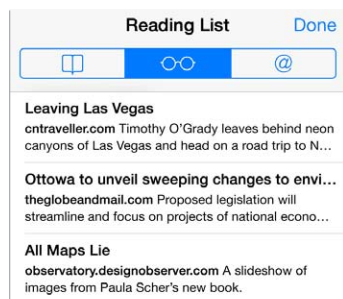 Reading List Done
@
Leaving Las Vegas
cntraveller.com Timothy O'Grady leaves behind neon
canyons of Las Vegas and head on a road trip to N...
Ottowa to unveil sweeping changes to envi...
theglobeandmail.com Proposed legislation will
streamline and focus on projects of national econo...
All Maps Lie
observatory.designobserver.com A slideshow of
images from Paula Scher's new book.